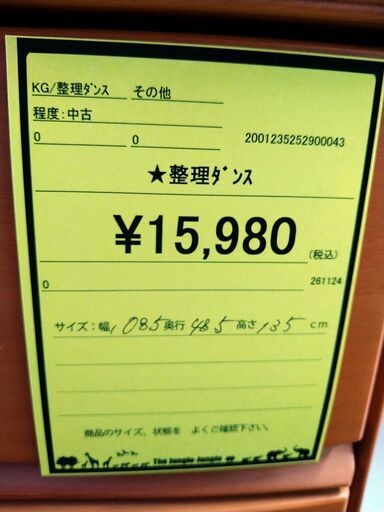 KG/整理ﾀﾞﾝｽ その他
程度:中古
0 0 2001235252900043
★整理ﾀﾞﾝｽ
¥15,980
(税込)
0 261124
サイズ:幅 1085 奥行 485 高さ 135 cm
商品のサイズ、状態を よくご確認下さい。
The Jungle Jungle